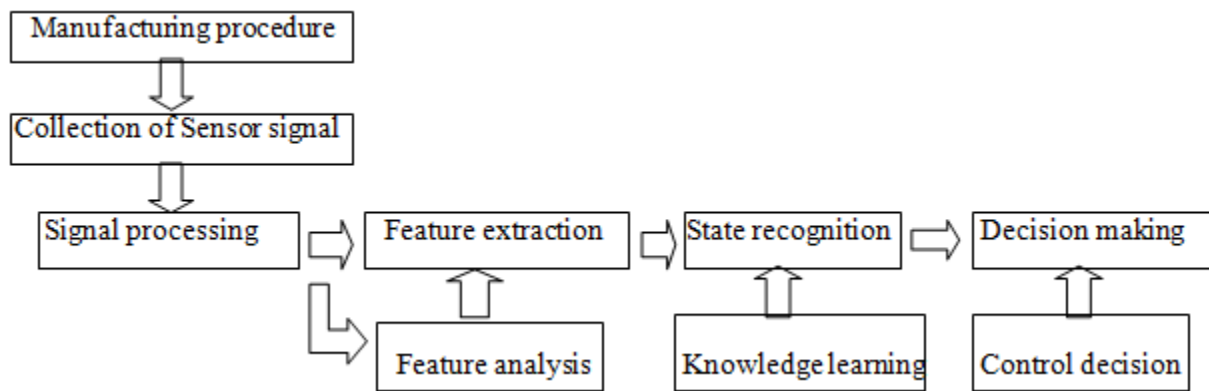 Manufacturing procedure
Collection of Sensor signal
Signal processing
Feature extraction
State recognition
Decision making
Feature analysis
Knowledge learning
Control decision